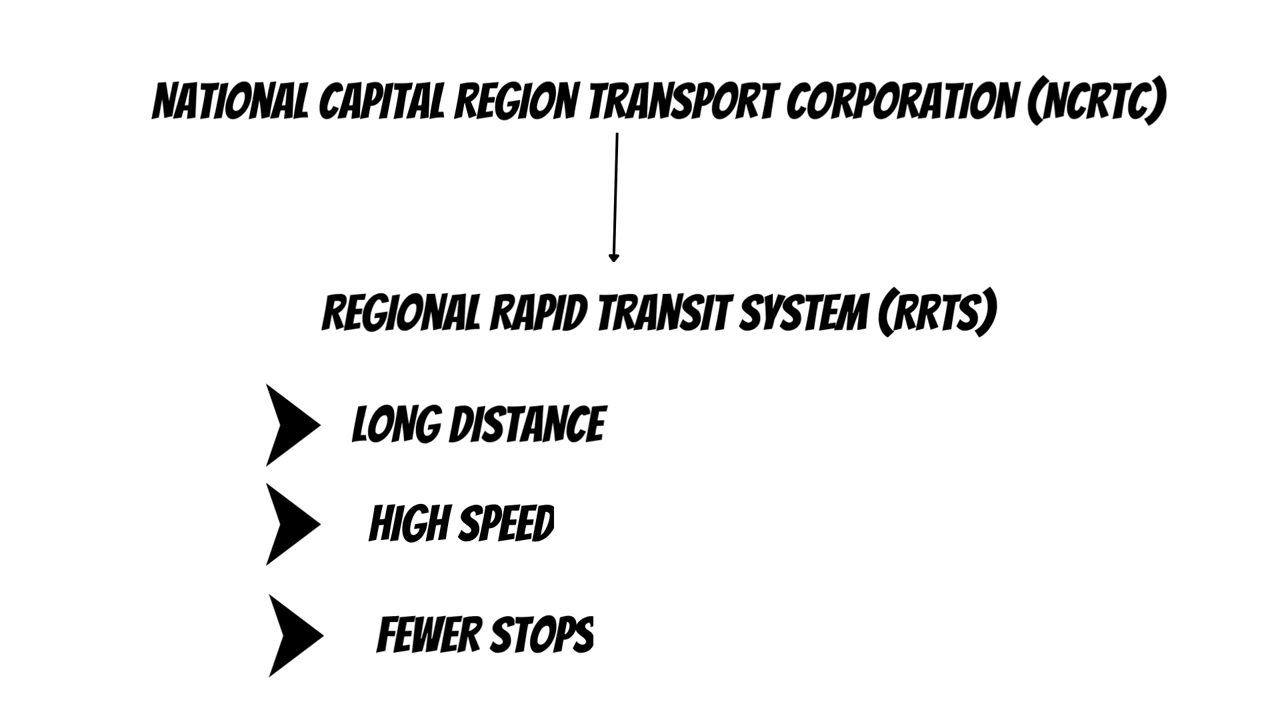 NATIONAL CAPITAL REGION TRANSPORT CORPORATION (NCRTC)
REGIONAL RAPID TRANSIT SYSTEM (RRTS)
LONG DISTANCE
HIGH SPEED
FEWER STOPS